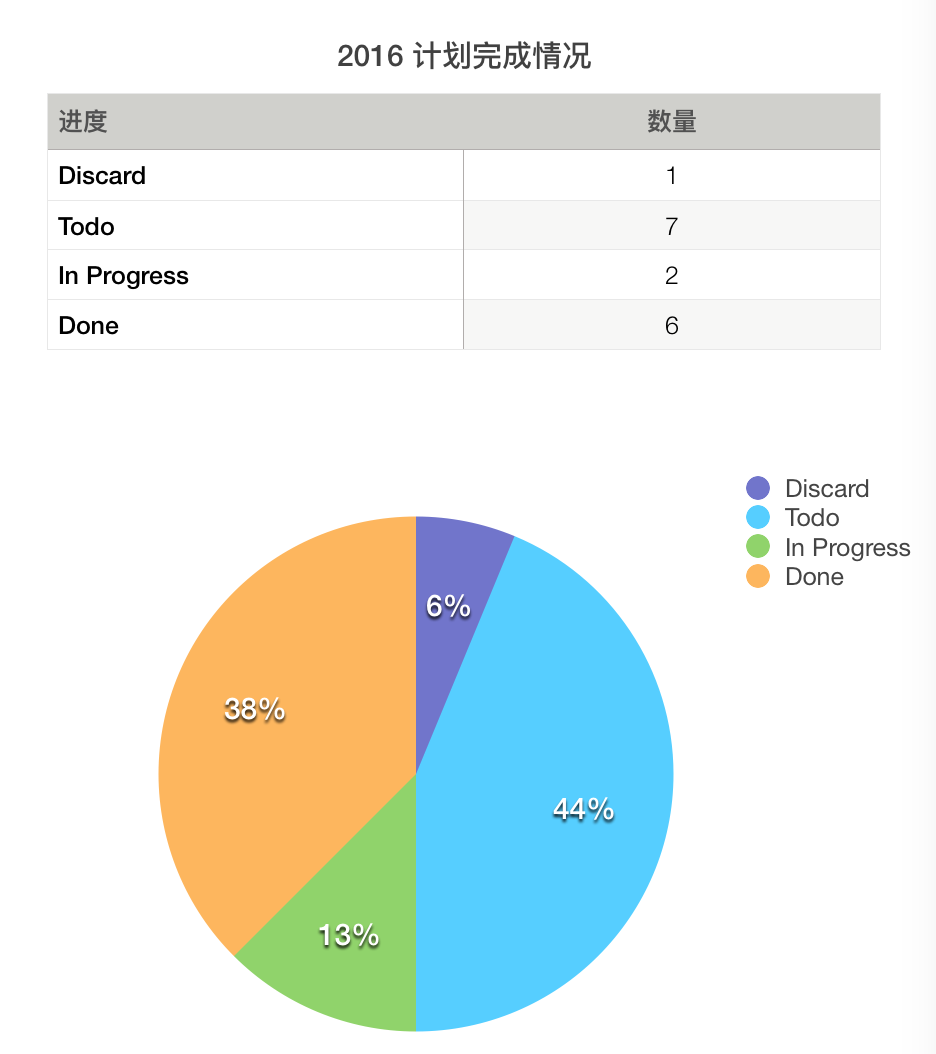 2016 计划完成情况
进度 数量
Discard 1
Todo 7
In Progress 2
Done 6
Discard
Todo
In Progress
Done
6%
38%
44%
13%